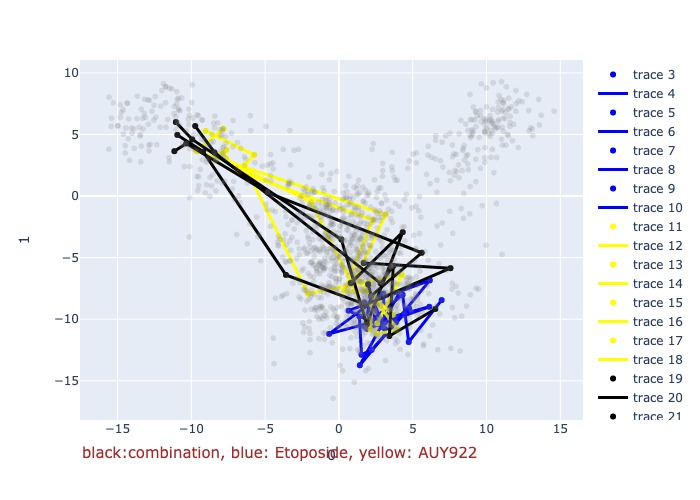 10
5
0
−5
−10
−15
1
−15
−10
−5
0
5
10
15
0
black:combination, blue: Etoposide, yellow: AUY922
trace 3
trace 4
trace 5
trace 6
trace 7
trace 8
trace 9
trace 10
trace 11
trace 12
trace 13
trace 14
trace 15
trace 16
trace 17
trace 18
trace 19
trace 20
trace 21